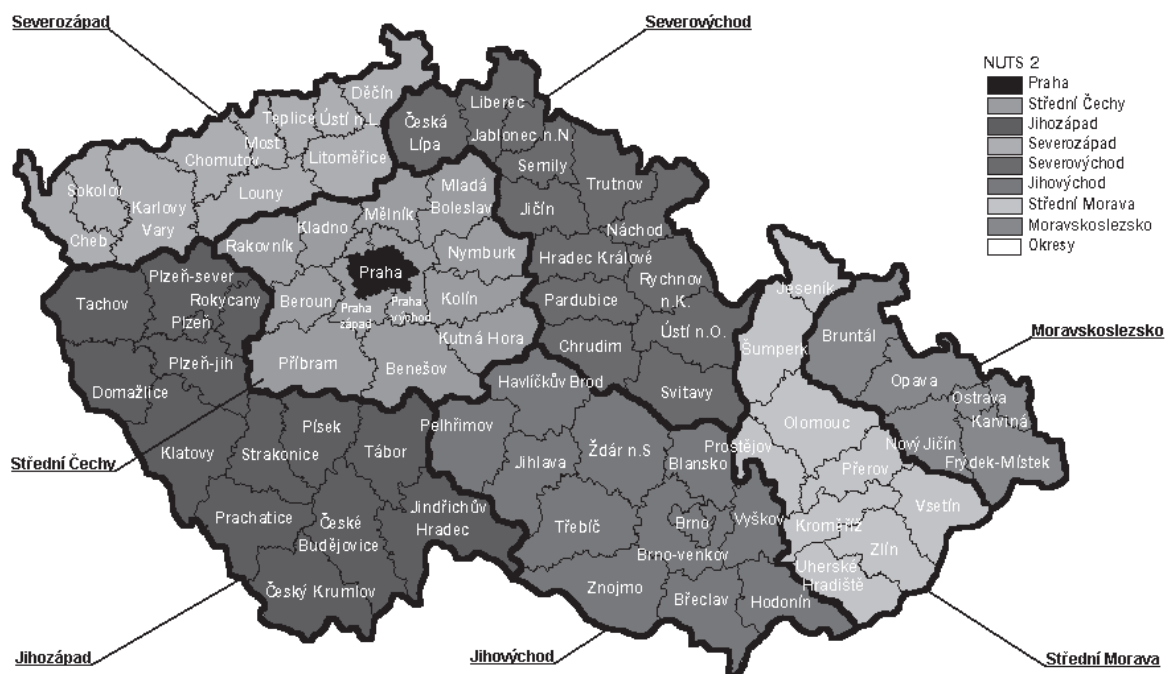 Severozápad
Severovýchod
NUTS 2
Praha
Střední Čechy
Jihozápad
Severozápad
Severovýchod
Jihovýchod
Střední Morava
Moravskoslezsko
Okresy
Děčín
Teplice
Ústí n.L.
Most
Chomutov
Litoměřice
Sokolov
Louny
Karlovy
Vary
Cheb
Liberec
Česká
Lípa
Jablonec n.N.
Semily
Trutnov
Jičín
Náchod
Hradec Králové
Rychnov
n.K.
Pardubice
Ústí n.O.
Chrudim
Svitavy
Mladá
Boleslav
Mělník
Kladno
Rakovník
Nymburk
Praha
Beroun
Praha
západ
Praha
východ
Kolín
Kutná Hora
Příbram
Benešov
Plzeň-sever
Tachov
Rokycany
Plzeň
Plzeň-jih
Domažlice
Klatovy
Písek
Strakonice
Tábor
Prachatice
České
Budějovice
Jindřichův
Hradec
Český Krumlov
Havlíčkův Brod
Pelhřimov
Jihlava
Ždár n.S
Blansko
Třebíč
Brno
Vyškov
Brno-venkov
Znojmo
Břeclav
Hodonín
Jeseník
Šumperk
Olomouc
Prostějov
Přerov
Vsetín
Kroměříž
Zlín
Uherské
Hradiště
Bruntál
Opava
Ostrava
Karviná
Nový Jičín
Frýdek-Místek
Moravskoslezsko
Střední Čechy
Jihozápad
Jihovýchod
Střední Morava